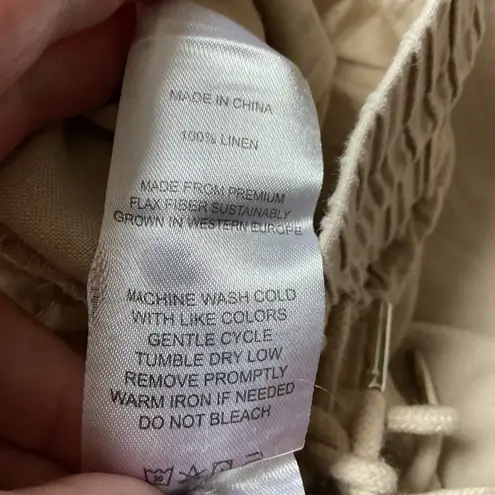 MADE IN CHINA
100% LINEN
MADE FROM PREMIUM
FLAX FIBER SUSTAINABLY
GROWN IN WESTERN EUROPE
MACHINE WASH COLD
WITH LIKE COLORS
GENTLE CYCLE
TUMBLE DRY LOW
REMOVE PROMPTLY
WARM IRON IF NEEDED
DO NOT BLEACH
30